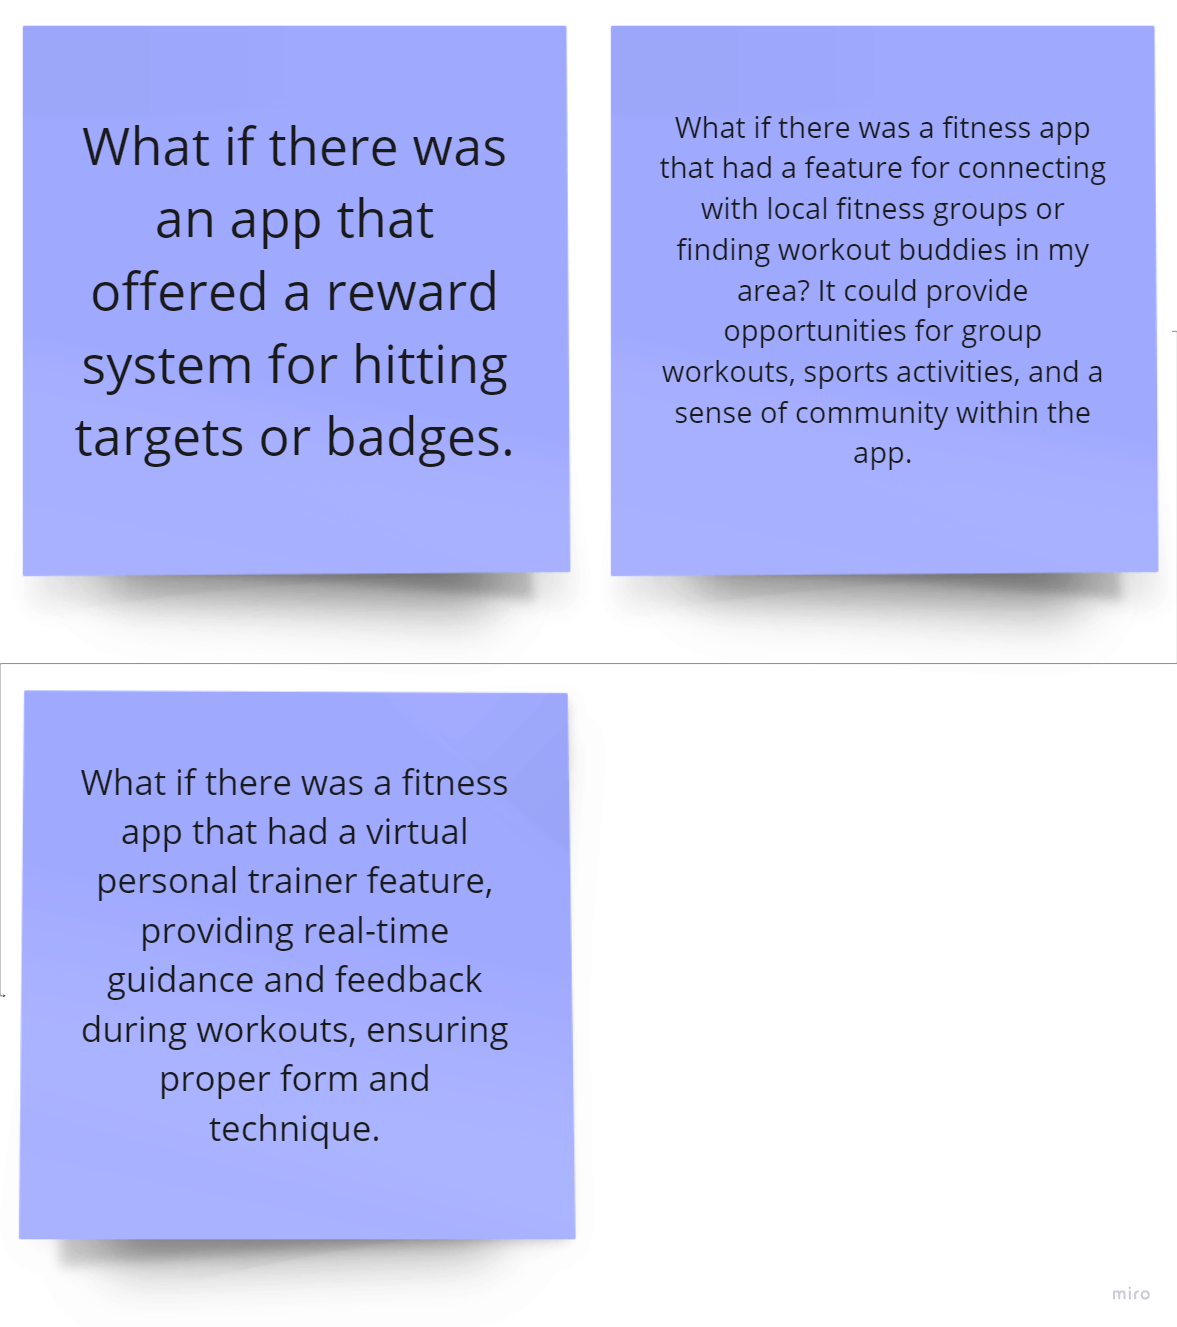 What if there was
an app that
offered a reward
system for hitting
targets or badges.
What if there was a fitness app
that had a feature for connecting
with local fitness groups or
finding workout buddies in my
area? It could provide
opportunities for group
workouts, sports activities, and a
sense of community within the
app.
What if there was a fitness
app that had a virtual
personal trainer feature,
providing real-time
guidance and feedback
during workouts, ensuring
proper form and
technique.
miro